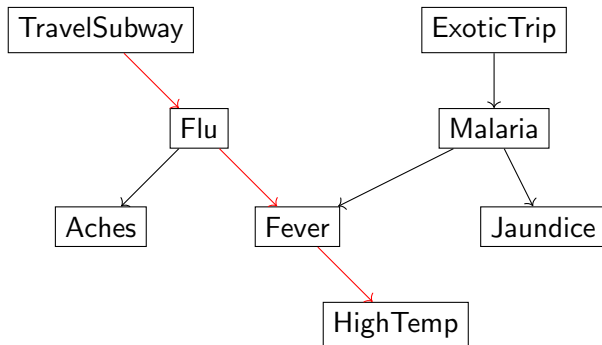 TravelSubway
ExoticTrip
Flu
Malaria
Aches
Fever
Jaundice
HighTemp